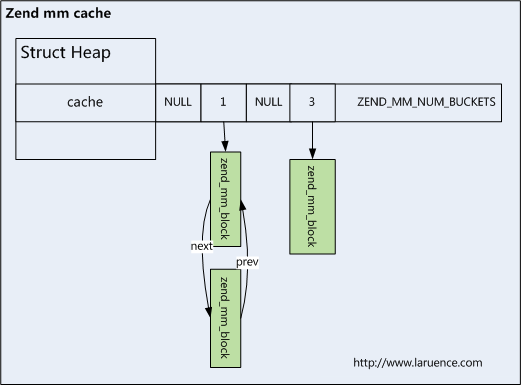 Zend mm cache
Struct Heap
cache NULL 1 NULL 3 ZEND_MM_NUM_BUCKETS
zend_mm_block zend_mm_block
next
prev
zend_mm_block
http://www.laruence.com